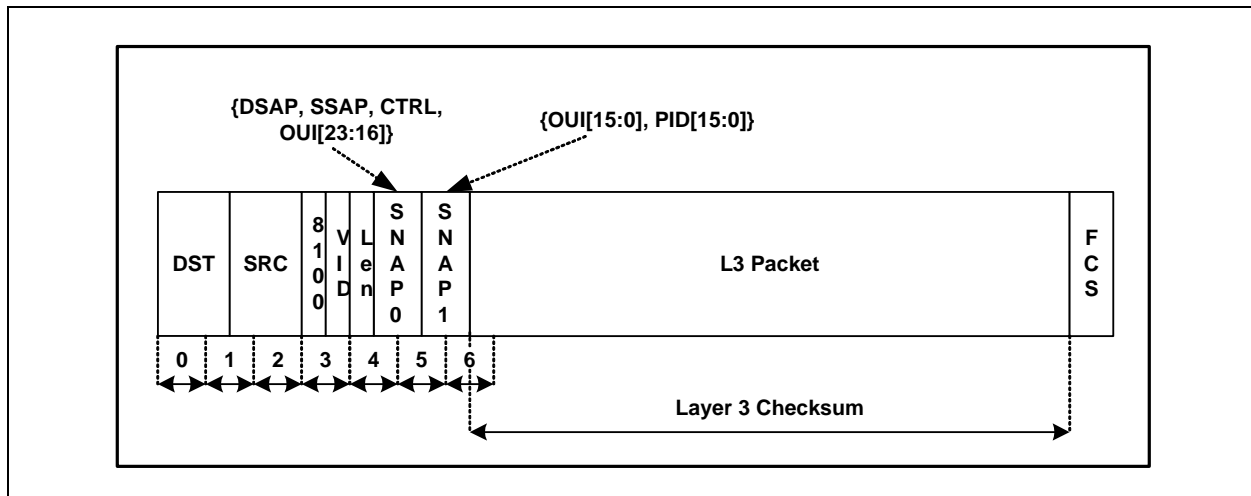 {DSAP, SSAP, CTRL,
OUI[23:16]}
{OUI[15:0], PID[15:0]}
DST
SRC
8
1
0
0
V
I
D
L
e
n
S
N
A
P
0
S
N
A
P
1
L3 Packet
F
C
S
0
1
2
3
4
5
6
Layer 3 Checksum